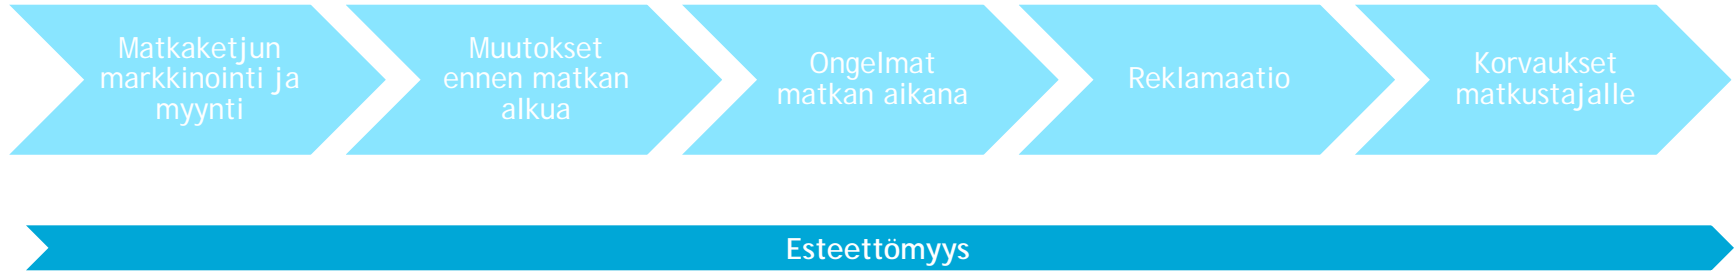 Matkaketjun
markkinointi ja
myynti
Muutokset
ennen matkan
alkua
Ongelmat
matkan aikana
Reklamaatio
Korvaukset
matkustajalle
Esteettömyys